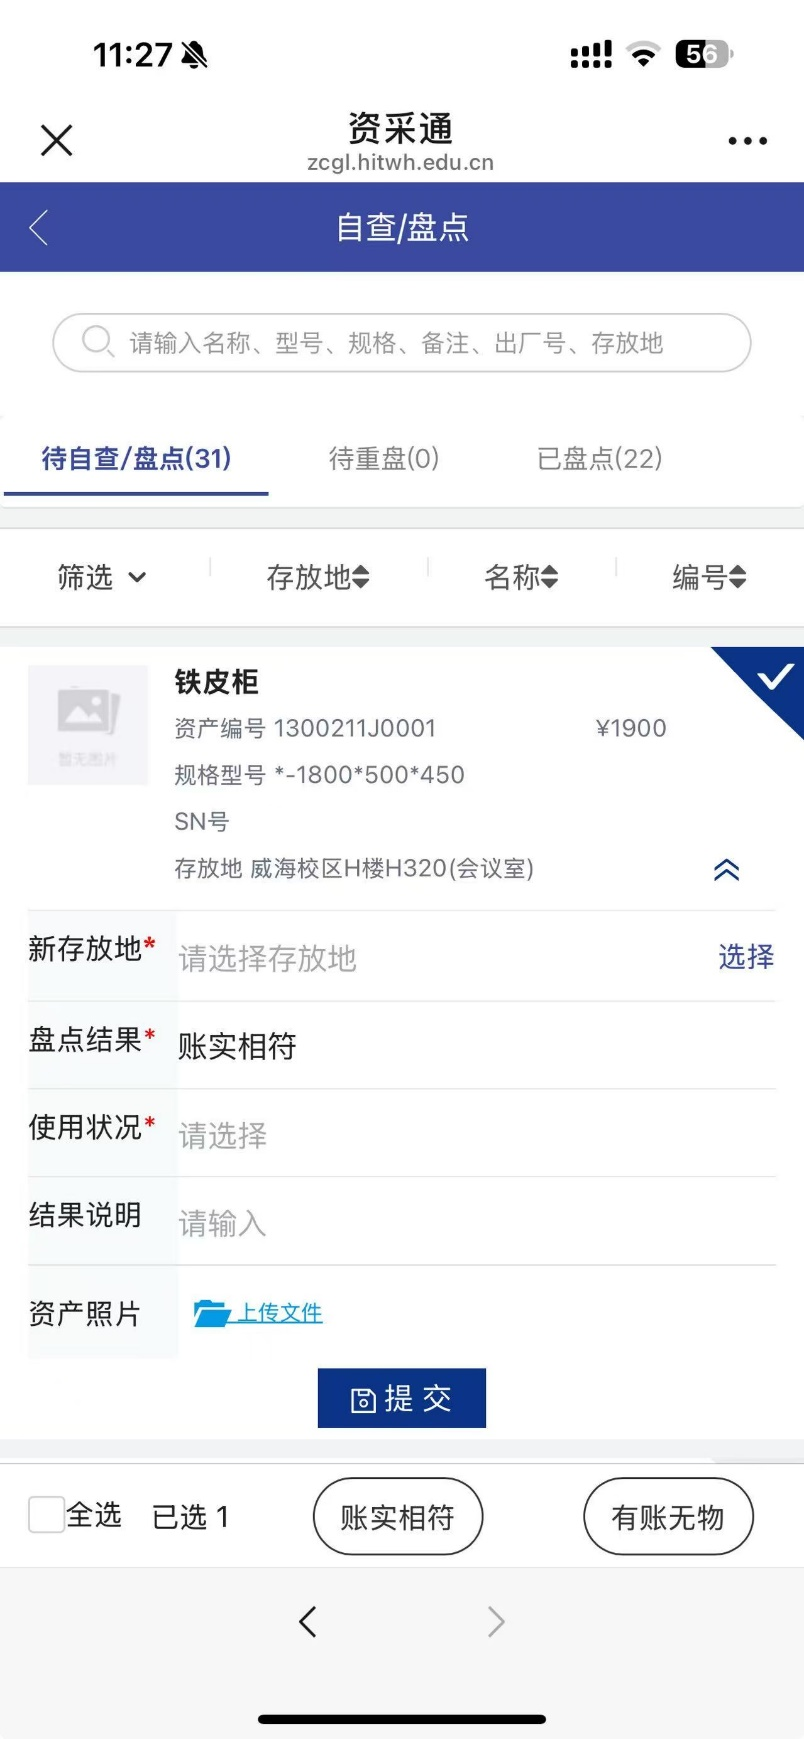 11:27
56
资采通
zcgl.hitwh.edu.cn
自查/盘点
请输入名称、型号、规格、备注、出厂号、存放地
待自查/盘点(31) 待重盘(0) 已盘点(22)
筛选 存放地 名称 编号
暂无图片
铁皮柜
资产编号 1300211J0001 ¥1900
规格型号 *-1800*500*450
SN号
存放地 威海校区H楼H320(会议室)
新存放地* 请选择存放地 选择
盘点结果* 账实相符
使用状况* 请选择
结果说明 请输入
资产照片 上传文件
提 交
全选 已选 1 账实相符 有账无物